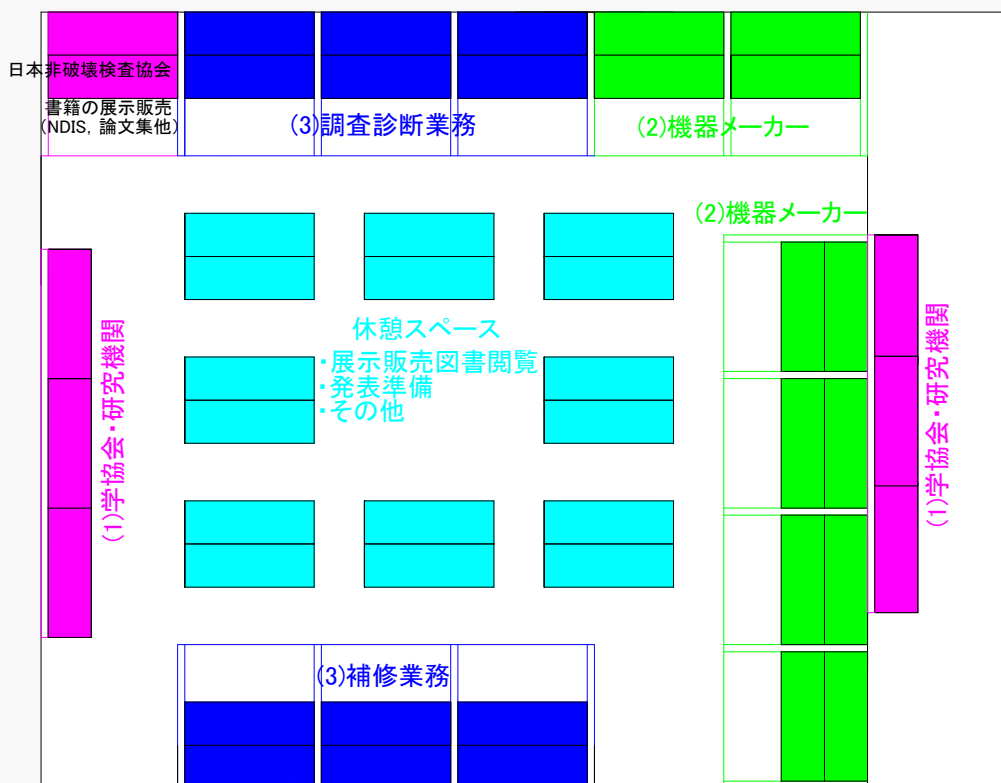 日本非破壊検査協会
書籍の展示販売
(NDIS, 論文集他)
(3)調査診断業務
(2)機器メーカー
(2)機器メーカー
(1)学協会・研究機関
休憩スペース
・展示販売図書閲覧
・発表準備
・その他
(1)学協会・研究機関
(3)補修業務